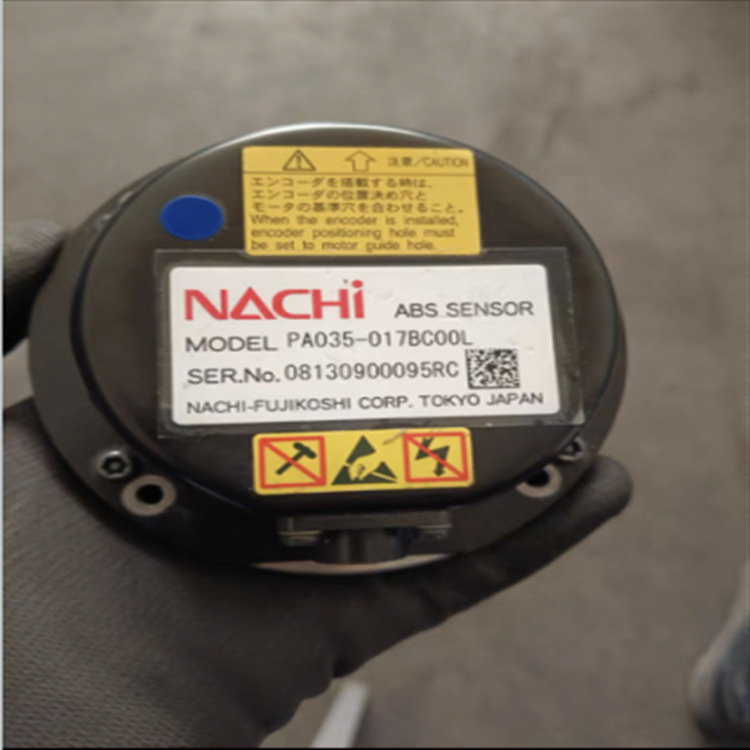 注意/CAUTION
エンコーダを搭載する時は、
エンコーダの位置決め穴と
モータの基準穴を合わせること。
When the encoder is installed,
encoder positioning hole must
be set to motor guide hole.
NACHi ABS SENSOR
MODEL PA035-017BC00L
SER.No. 08130900095RC
NACHI-FUJIKOSHI CORP. TOKYO JAPAN